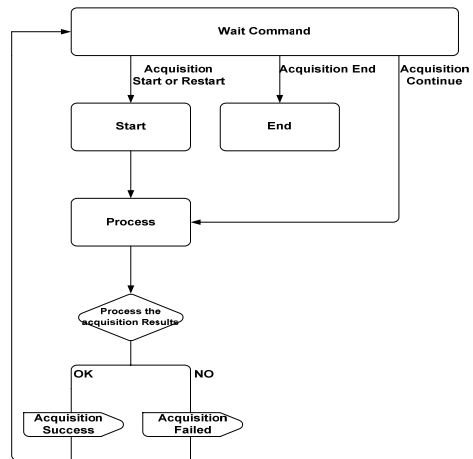 Wait Command
Acquisition
Start or Restart
Acquisition End
Acquisition
Continue
Start
End
Process
Process the
acquisition Results
OK
NO
Acquisition
Success
Acquisition
Failed